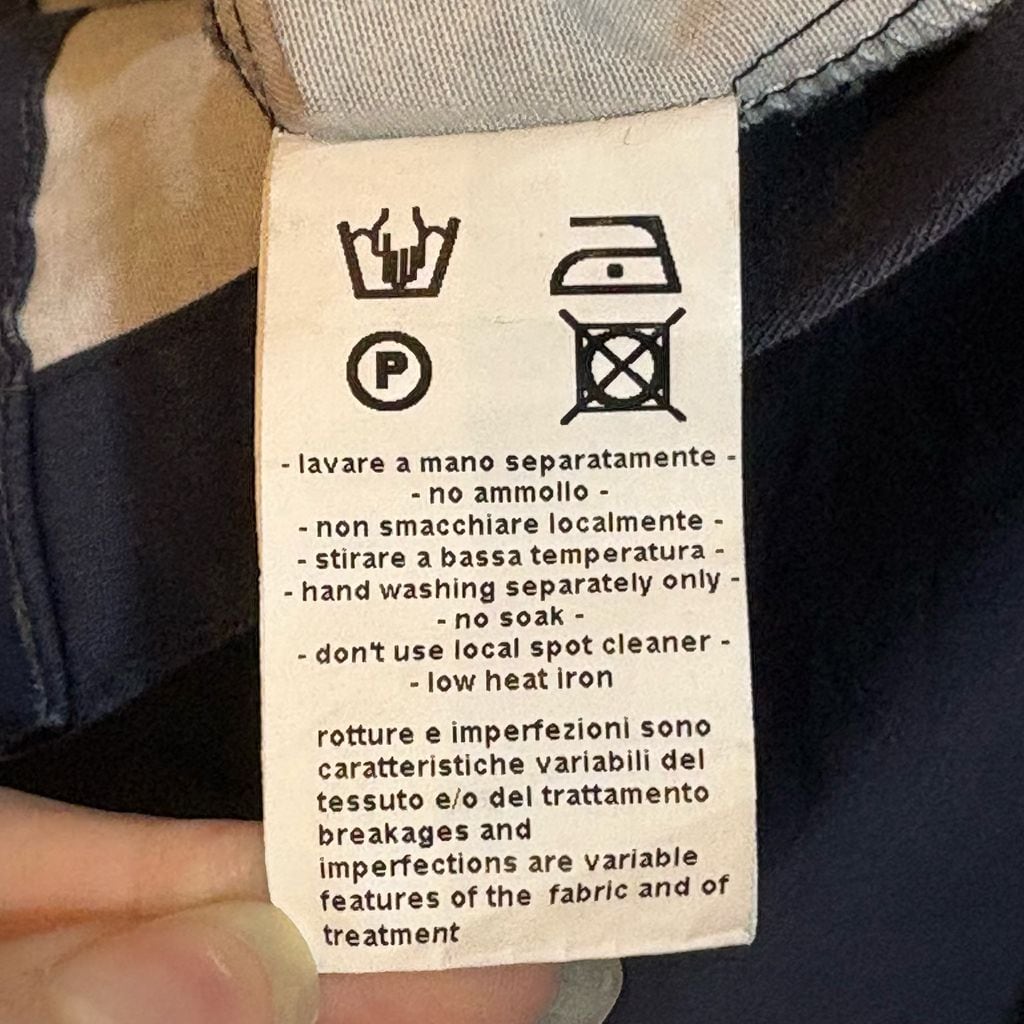 P
- lavare a mano separatamente -
- no ammollo -
- non smacchiare localmente -
- stirare a bassa temperatura -
- hand washing separately only -
- no soak -
- don't use local spot cleaner -
- low heat iron
rotture e imperfezioni sono
caratteristiche variabili del
tessuto e/o del trattamento
breakages and
imperfections are variable
features of the fabric and of
treatment